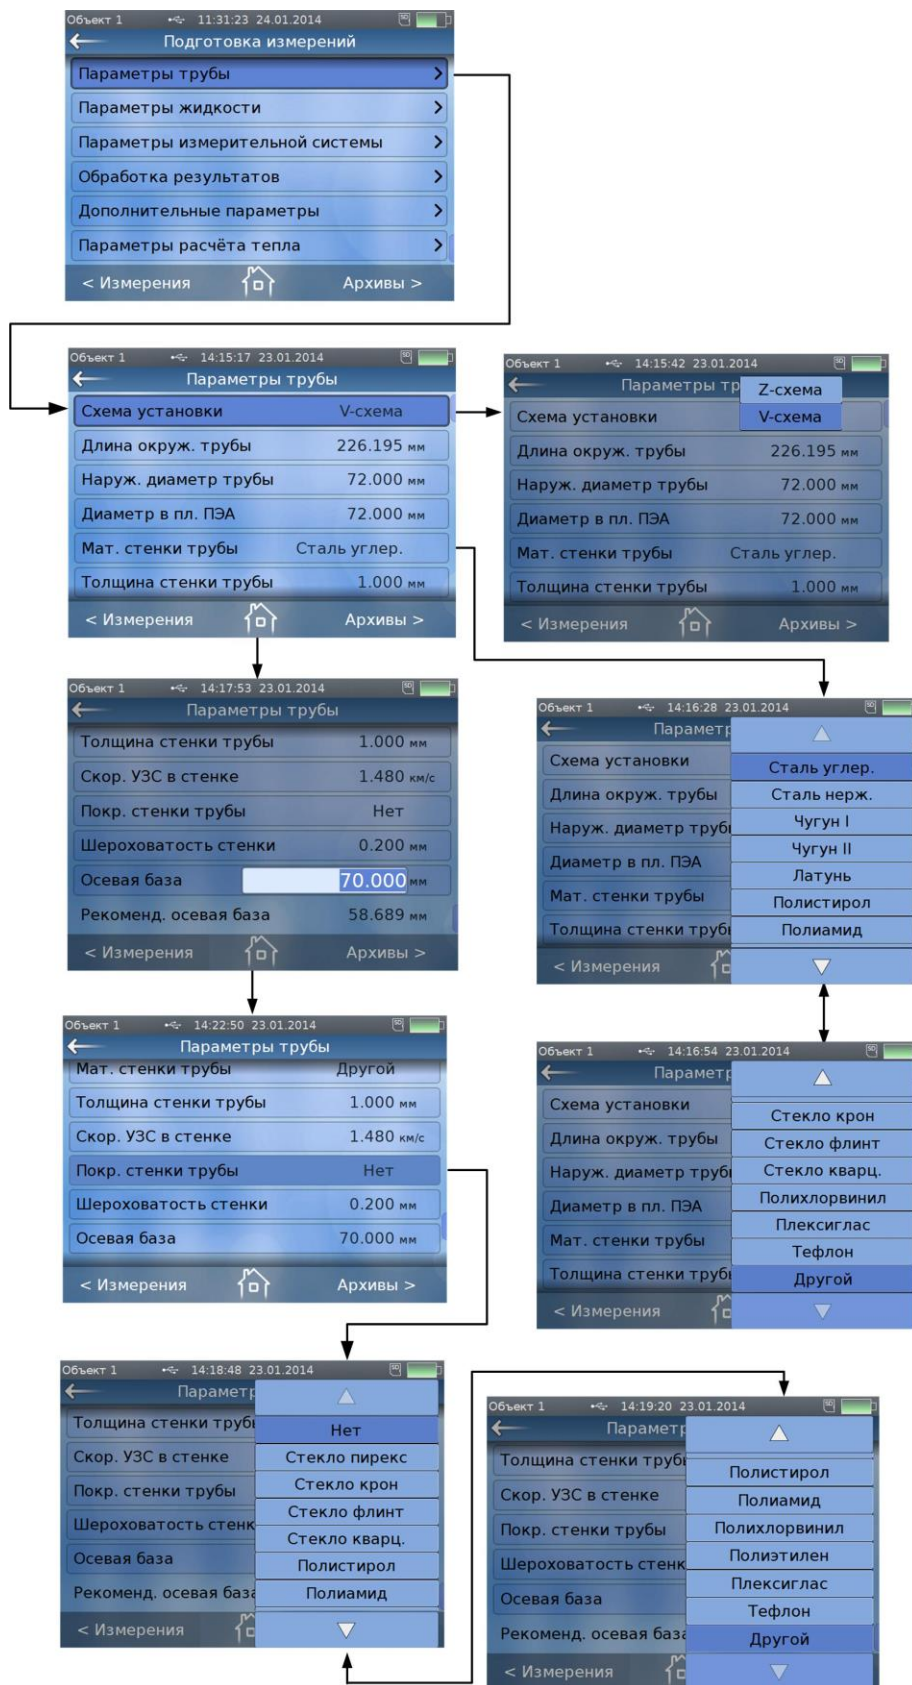 Объект 1 11:31:23 24.01.2014
Подготовка измерений
Параметры трубы
Параметры жидкости
Параметры измерительной системы
Обработка результатов
Дополнительные параметры
Параметры расчёта тепла
< Измерения Архивы >
Объект 1 14:15:17 23.01.2014
Параметры трубы
Схема установки V-схема
Длина окруж. трубы 226.195 мм
Наруж. диаметр трубы 72.000 мм
Диаметр в пл. ПЭА 72.000 мм
Мат. стенки трубы Сталь углер.
Толщина стенки трубы 1.000 мм
< Измерения Архивы >
Объект 1 14:15:42 23.01.2014
Параметры тр
Z-схема
V-схема
Схема установки
Длина окруж. трубы 226.195 мм
Наруж. диаметр трубы 72.000 мм
Диаметр в пл. ПЭА 72.000 мм
Мат. стенки трубы Сталь углер.
Толщина стенки трубы 1.000 мм
< Измерения Архивы >
Объект 1 14:17:53 23.01.2014
Параметры трубы
Толщина стенки трубы 1.000 мм
Скор. УЗС в стенке 1.480 км/с
Покр. стенки трубы Нет
Шероховатость стенки 0.200 мм
Осевая база 70.000 мм
Рекоменд. осевая база 58.689 мм
< Измерения Архивы >
Объект 1 14:16:28 23.01.2014
Параметр
Схема установки
Длина окруж. трубы
Наруж. диаметр трубы
Диаметр в пл. ПЭА
Мат. стенки трубы
Толщина стенки трубы
< Измерения
Сталь углер.
Сталь нерж.
Чугун I
Чугун II
Латунь
Полистирол
Полиамид
Объект 1 14:22:50 23.01.2014
Параметры трубы
Мат. стенки трубы Другой
Толщина стенки трубы 1.000 мм
Скор. УЗС в стенке 1.480 км/с
Покр. стенки трубы Нет
Шероховатость стенки 0.200 мм
Осевая база 70.000 мм
< Измерения Архивы >
Объект 1 14:16:54 23.01.2014
Параметр
Схема установки
Длина окруж. трубы
Наруж. диаметр трубы
Диаметр в пл. ПЭА
Мат. стенки трубы
Толщина стенки трубы
< Измерения
Стекло крон
Стекло флинт
Стекло кварц.
Полихлорвинил
Плексиглас
Тефлон
Другой
Объект 1 14:18:48 23.01.2014
Параметр
Толщина стенки трубы
Скор. УЗС в стенке
Покр. стенки трубы
Шероховатость стенк
Осевая база
Рекоменд. осевая база
< Измерения
Нет
Стекло пирекс
Стекло крон
Стекло флинт
Стекло кварц.
Полистирол
Полиамид
Объект 1 14:19:20 23.01.2014
Параметр
Толщина стенки трубы
Скор. УЗС в стенке
Покр. стенки трубы
Шероховатость стенк
Осевая база
Рекоменд. осевая база
< Измерения
Полистирол
Полиамид
Полихлорвинил
Полиэтилен
Плексиглас
Тефлон
Другой